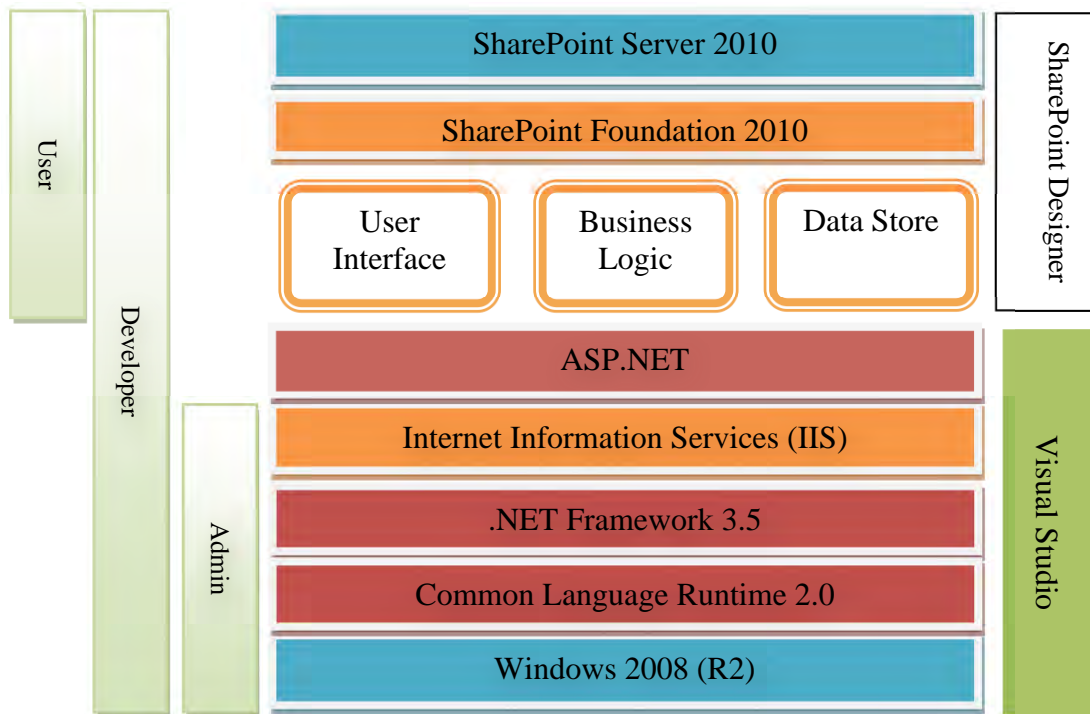 User
Developer
Admin
SharePoint Server 2010
SharePoint Foundation 2010
User
Interface
Business
Logic
Data Store
ASP.NET
Internet Information Services (IIS)
.NET Framework 3.5
Common Language Runtime 2.0
Windows 2008 (R2)
SharePoint Designer
Visual Studio